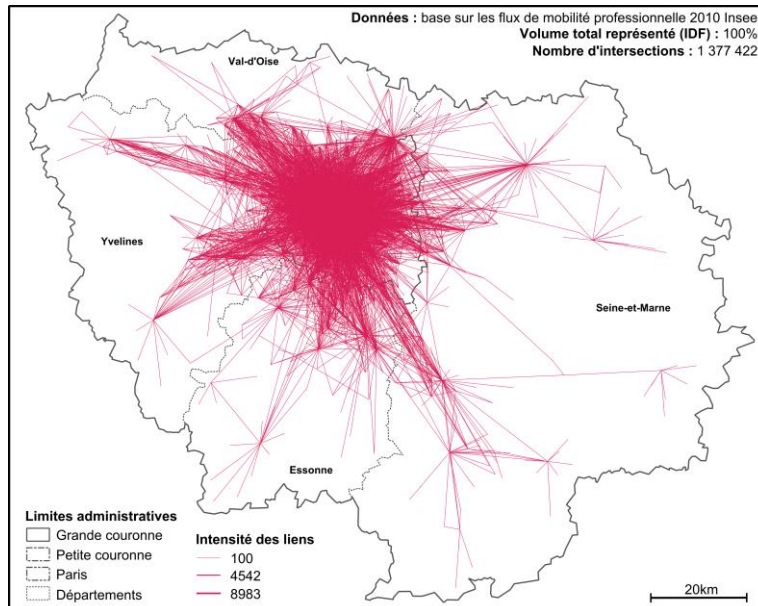 Données : base sur les flux de mobilité professionnelle 2010 Insee
Volume total représenté (IDF) : 100%
Nombre d'intersections : 1 377 422
Val-d'Oise
Yvelines
Seine-et-Marne
Essonne
Limites administratives
Grande couronne
Petite couronne
Paris
Départements
Intensité des liens
100
4542
8983
20km